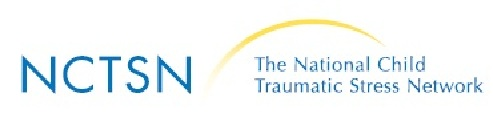 NCTSN
The National Child
Traumatic Stress Network